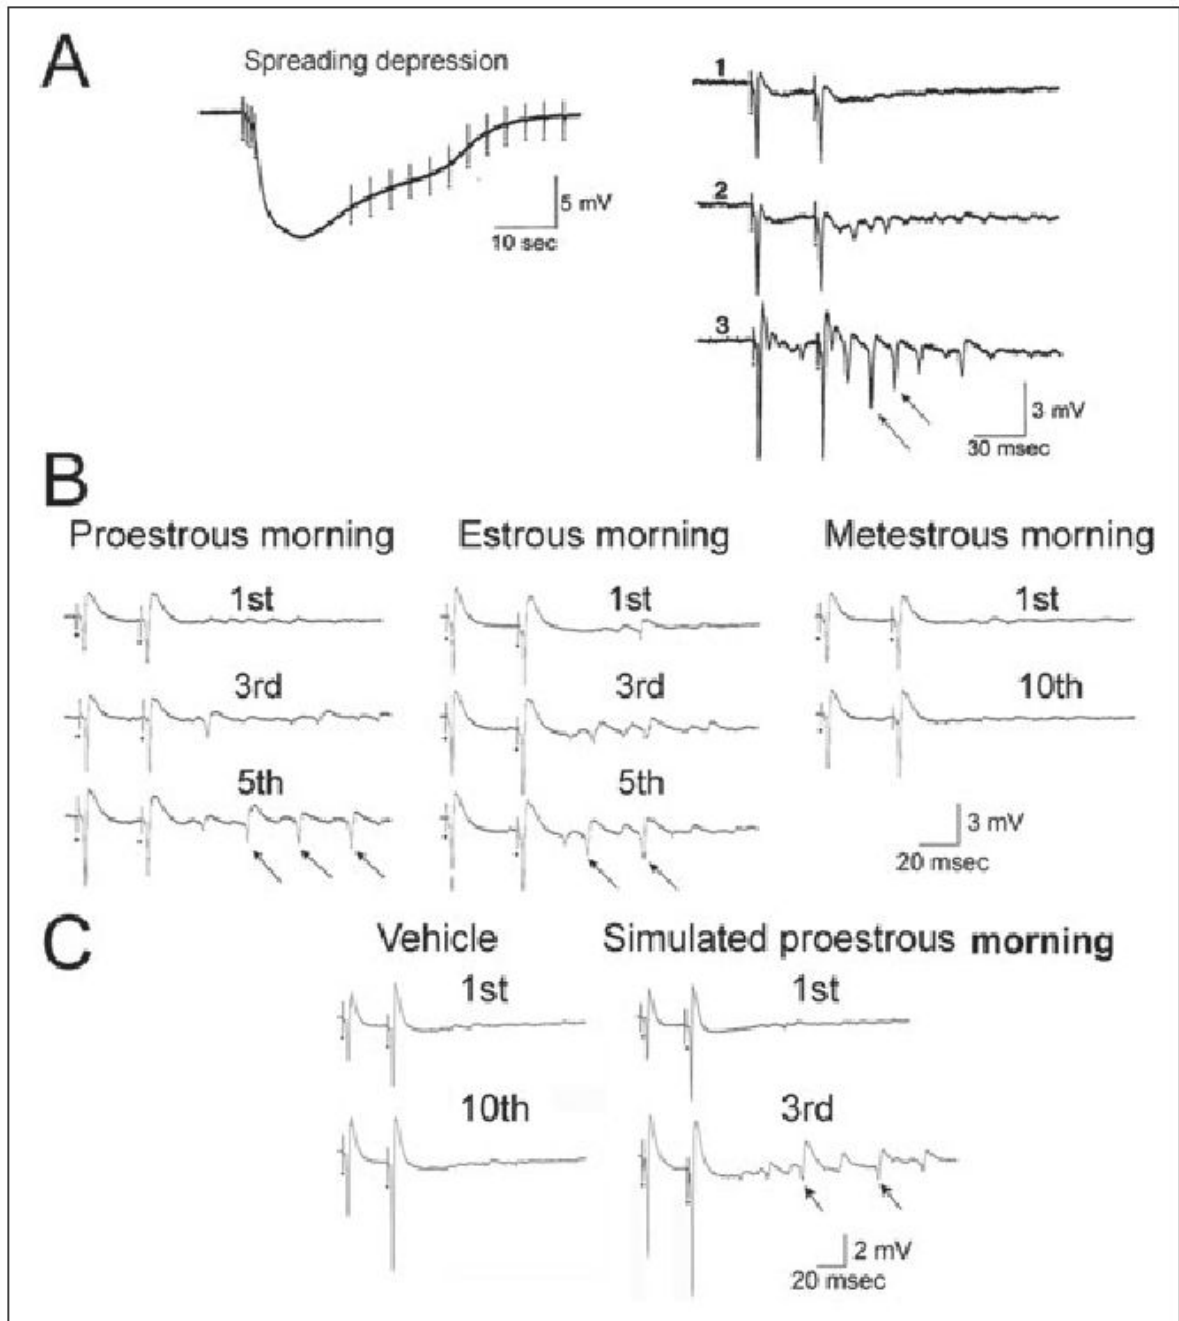 A
Spreading depression
5 mV
10 sec
1
2
3
3 mV
30 msec
B
Proestrous morning
1st
3rd
5th
Estrous morning
1st
3rd
5th
Metestrous morning
1st
10th
3 mV
20 msec
C
Vehicle
1st
10th
Simulated proestrous morning
1st
3rd
2 mV
20 msec